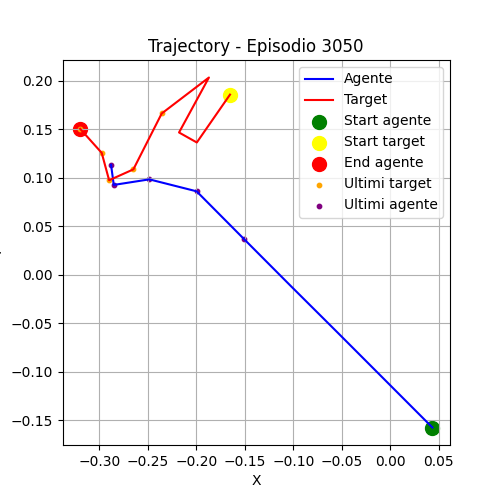 Trajectory - Episodio 3050
Agente
Target
Start agente
Start target
End agente
Ultimi target
Ultimi agente
0.20
0.15
0.10
0.05
0.00
−0.05
−0.10
−0.15
−0.30
−0.25
−0.20
−0.15
−0.10
−0.05
0.00
0.05
X